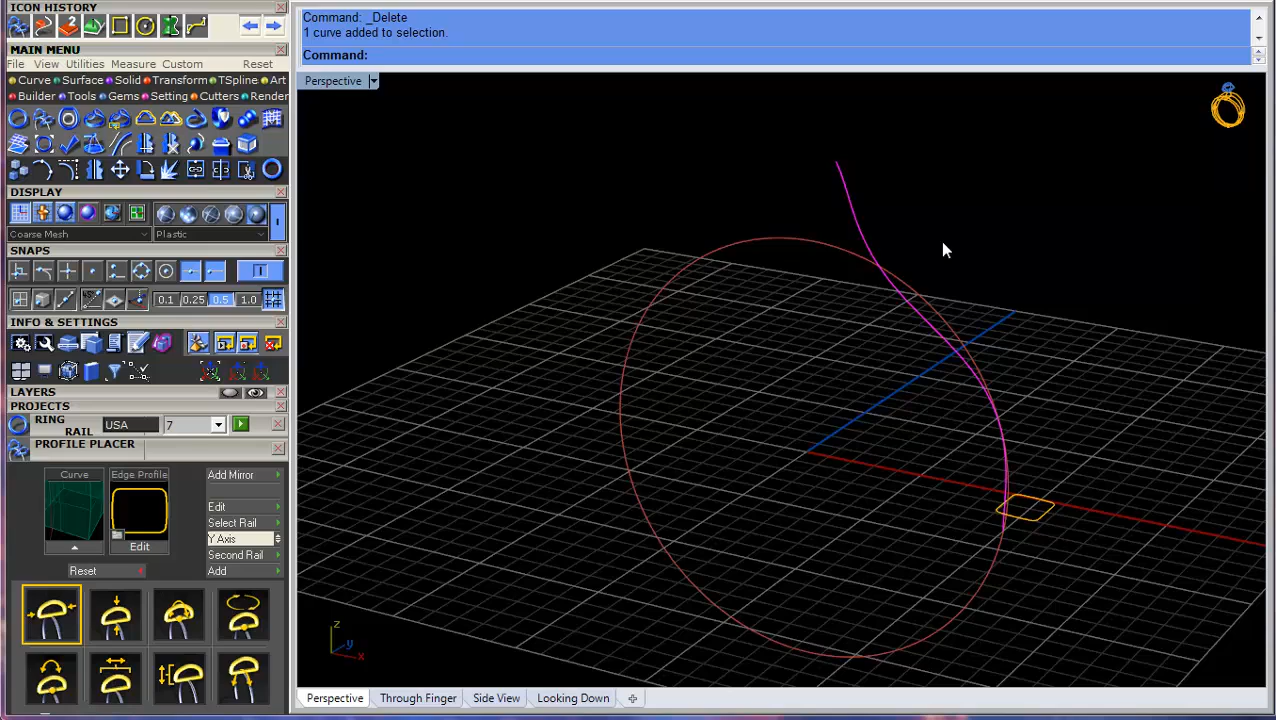 ICON HISTORY
MAIN MENU
File View Utilities Measure Custom Reset
Curve Surface Solid Transform TSpline Art
Builder Tools Gems Setting Cutters Render
DISPLAY
Coarse Mesh Plastic
SNAPS
0.1 0.25 0.5 1.0
INFO & SETTINGS
LAYERS
PROJECTS
RING RAIL USA 7
PROFILE PLACER
Curve Edge Profile Add Mirror
Edit
Select Rail
Y Axis
Edit Second Rail
Reset Add
Command: _Delete
1 curve added to selection.
Command:
Perspective
z
y
x
Perspective Through Finger Side View Looking Down